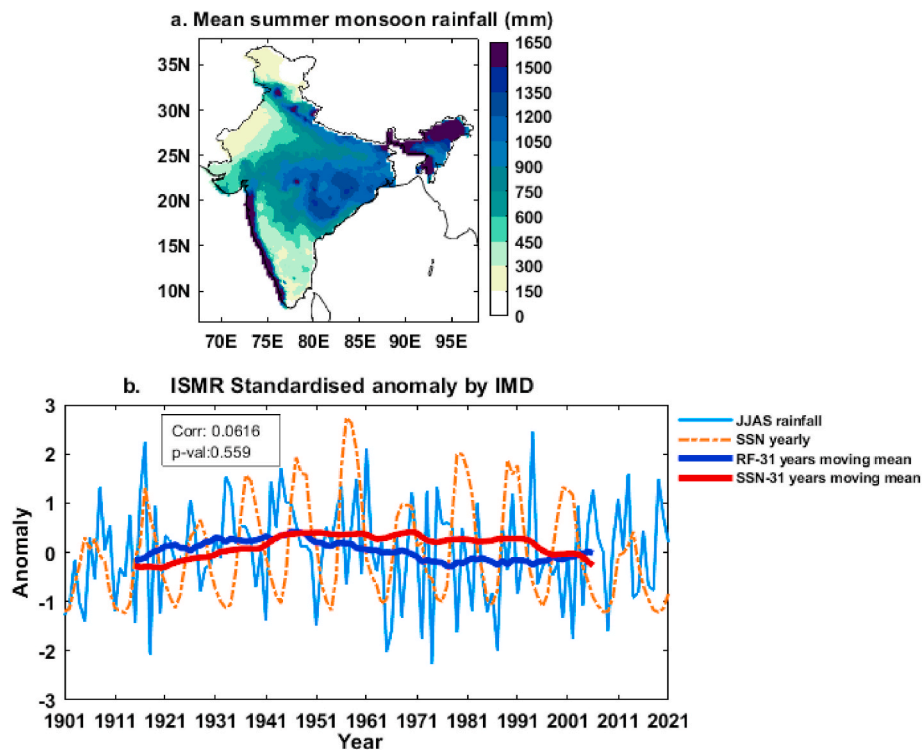 a. Mean summer monsoon rainfall (mm)
35N
30N
25N
20N
15N
10N
70E 75E 80E 85E 90E 95E
1650
1500
1350
1200
1050
900
750
600
450
300
150
0
b. ISMR Standardised anomaly by IMD
Corr: 0.0616
p-val:0.559
JJAS rainfall
SSN yearly
RF-31 years moving mean
SSN-31 years moving mean
Anomaly
3
2
1
0
-1
-2
-3
1901 1911 1921 1931 1941 1951 1961 1971 1981 1991 2001 2011 2021
Year